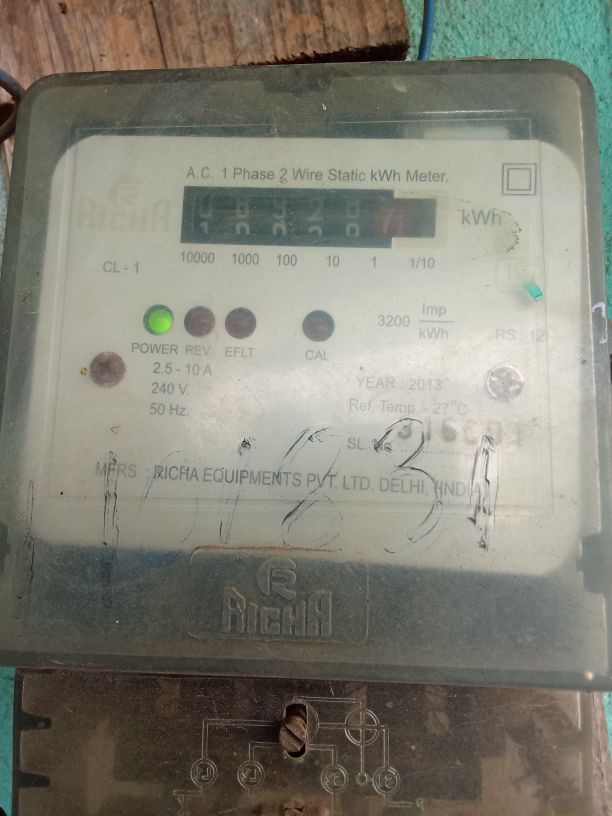 A.C. 1 Phase 2 Wire Static kWh Meter.
RICHA
kWh
CL - 1
10000 1000 100 10 1 1/10
3200 Imp
kWh
RS : 12
POWER REV. EFLT CAL
2.5 - 10 A
240 V.
50 Hz.
YEAR : 2013
Ref. Temp. - 27°C
SL. No.
MFRS. : RICHA EQUIPMENTS PVT. LTD. DELHI,
R
RICHA